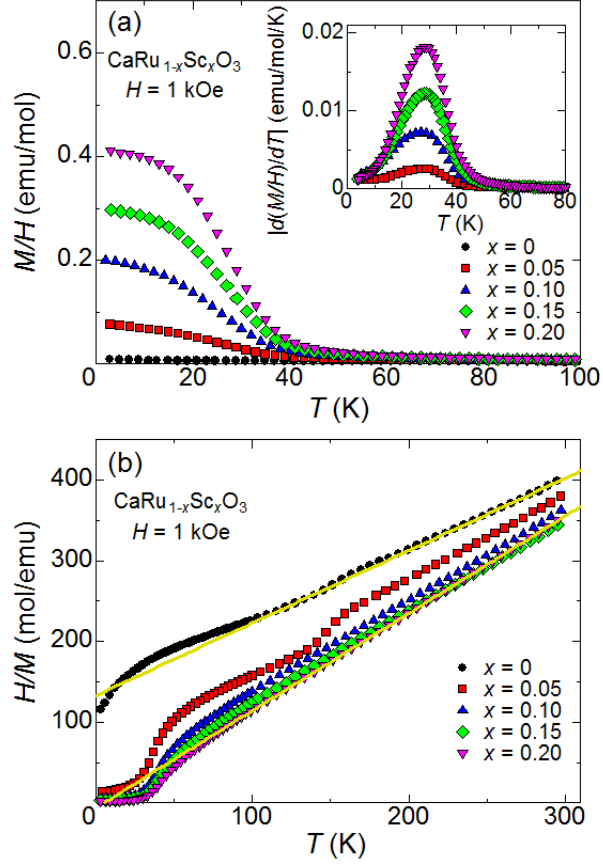 (a)
CaRu1-xScxO3
H = 1 kOe
M/H (emu/mol)
0.6
0.4
0.2
0 20 40 60 80 100
T (K)
|d(M/H)/dT| (emu/mol/K)
0.02
0.01
0
0 20 40 60 80
T (K)
x = 0
x = 0.05
x = 0.10
x = 0.15
x = 0.20
(b)
CaRu1-xScxO3
H = 1 kOe
H/M (mol/emu)
400
300
200
100
0 100 200 300
T (K)
x = 0
x = 0.05
x = 0.10
x = 0.15
x = 0.20